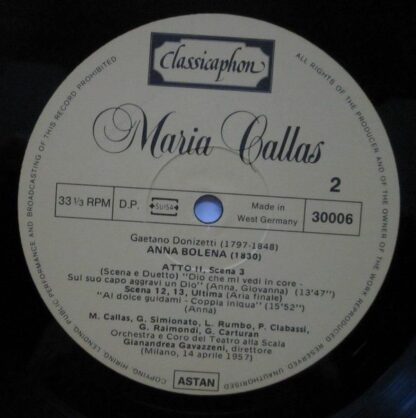 Classicaphon
ALL RIGHTS OF THE PRODUCER AND OF THE OWNER OF THE WORK REPRODUCED RESERVED UNAUTHORISED COPYING, HIRING, LENDING, PUBLIC PERFORMANCE AND BROADCASTING OF THIS RECORD PROHIBITED
Maria Callas
2
33 1/3 RPM
D.P.
SUISA
Made in
West Germany
30006
Gaetano Donizetti (1797-1848)
ANNA BOLENA (1830)
ATTO II, Scena 3
(Scena e Duetto) "Dio che mi vedi in core -
Sul suo capo aggravi un Dio" (Anna, Giovanna) (13'47")
Scena 12, 13, Ultima (Aria finale)
"Al dolce guidami - Coppia iniqua" (15'52")
(Anna)
M. Callas, G. Simionato, L. Rumbo, P. Clabassi,
G. Raimondi, G. Carturan
Orchestra e Coro del Teatro alla Scala
Gianandrea Gavazzeni, direttore
(Milano, 14 aprile 1957)
ASTAN